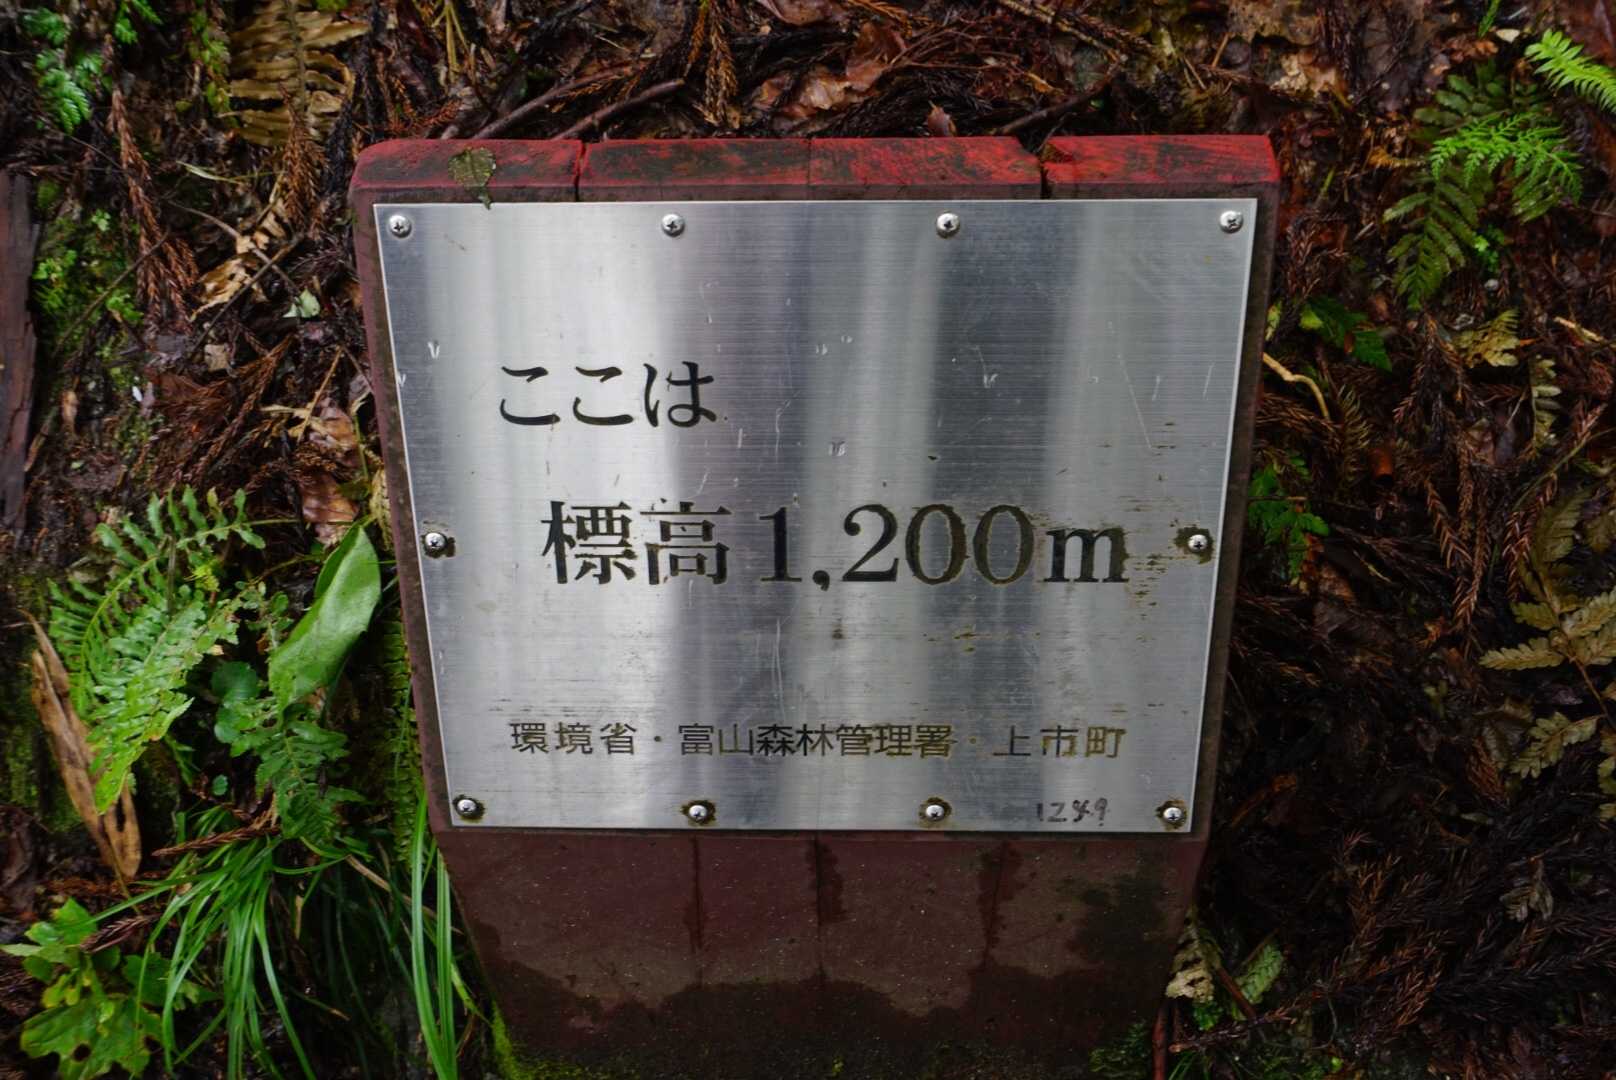 ここは
標高1,200m
環境省・富山森林管理署・上市町
1249